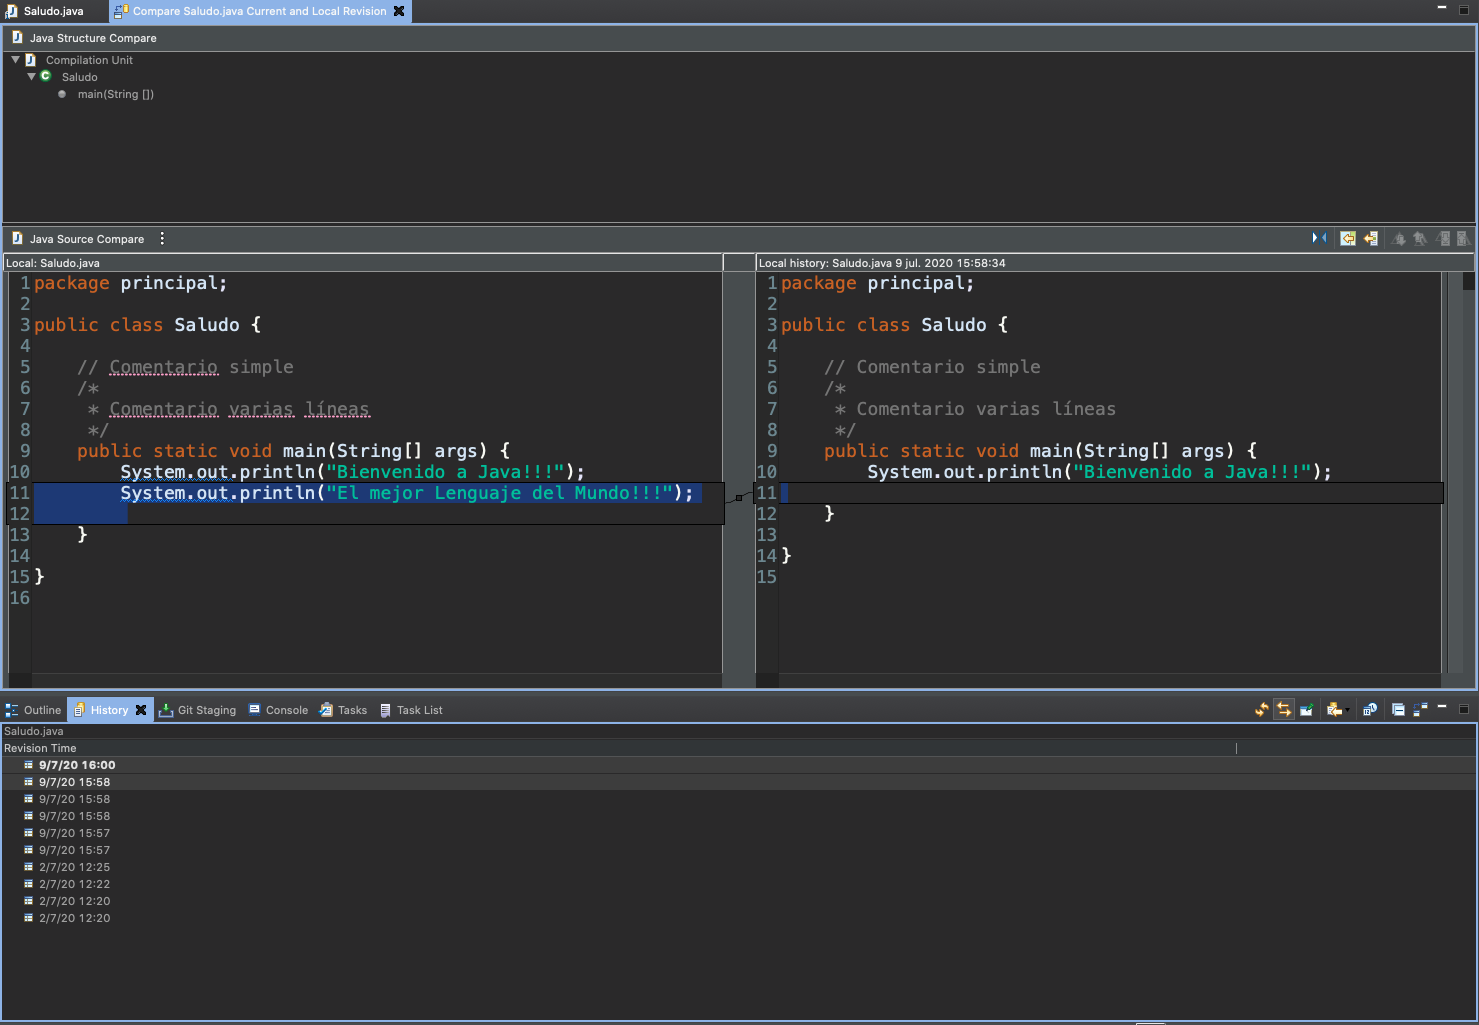 Saludo.java
Compare Saludo.java Current and Local Revision
Java Structure Compare
Compilation Unit
Saludo
main(String [])
Java Source Compare
Local: Saludo.java
1 package principal;
2
3 public class Saludo {
4
5     // Comentario simple
6     /*
7      * Comentario varias líneas
8      */
9     public static void main(String[] args) {
10         System.out.println("Bienvenido a Java!!!");
11         System.out.println("El mejor Lenguaje del Mundo!!!");
12
13     }
14
15 }
16
Local history: Saludo.java 9 jul. 2020 15:58:34
1 package principal;
2
3 public class Saludo {
4
5     // Comentario simple
6     /*
7      * Comentario varias líneas
8      */
9     public static void main(String[] args) {
10         System.out.println("Bienvenido a Java!!!");
11
12     }
13
14 }
15
Outline History Git Staging Console Tasks Task List
Saludo.java
Revision Time
9/7/20 16:00
9/7/20 15:58
9/7/20 15:58
9/7/20 15:58
9/7/20 15:57
9/7/20 15:57
2/7/20 12:25
2/7/20 12:22
2/7/20 12:20
2/7/20 12:20